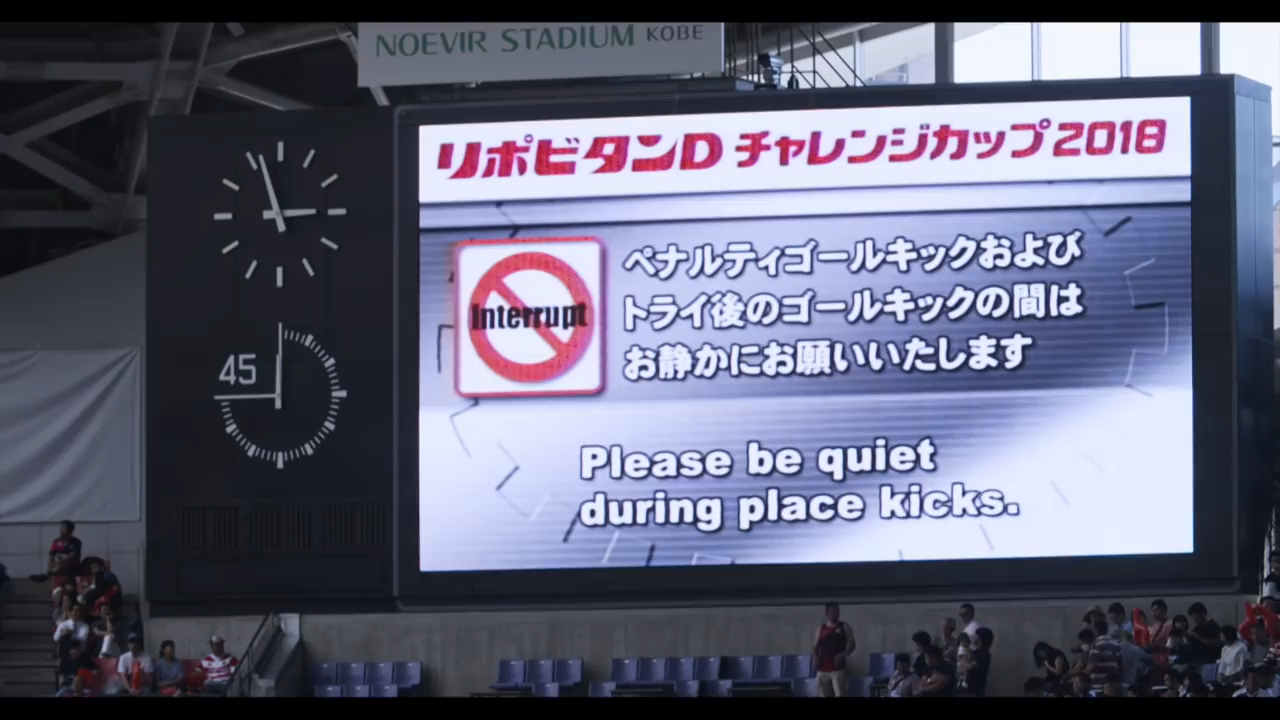 NOEVIR STADIUM KOBE
リポビタンD チャレンジカップ2018
45
Interrupt
ペナルティゴールキックおよび
トライ後のゴールキックの間は
お静かにお願いいたします
Please be quiet
during place kicks.